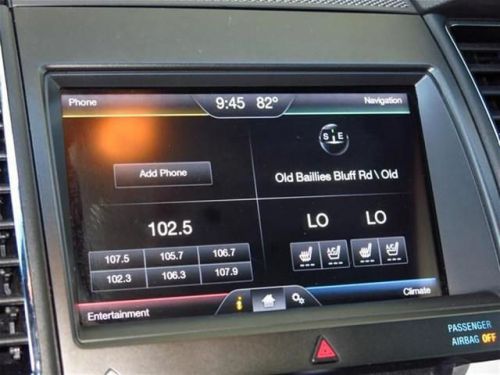 Phone
9:45 82°
Navigation
S E
Add Phone
Old Baillies Bluff Rd \ Old
102.5
LO LO
107.5 105.7 106.7
102.3 106.3 107.9
A/C A/C
Entertainment
i
Climate
PASSENGER
AIRBAG OFF